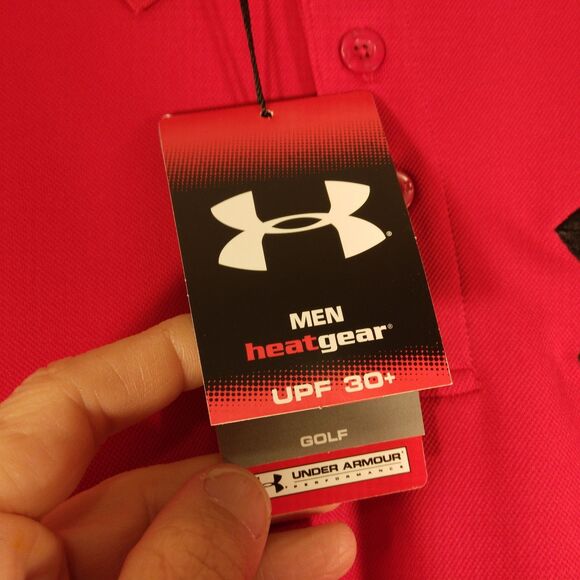 MEN
heatgear®
UPF 30+
GOLF
UNDER ARMOUR
PERFORMANCE